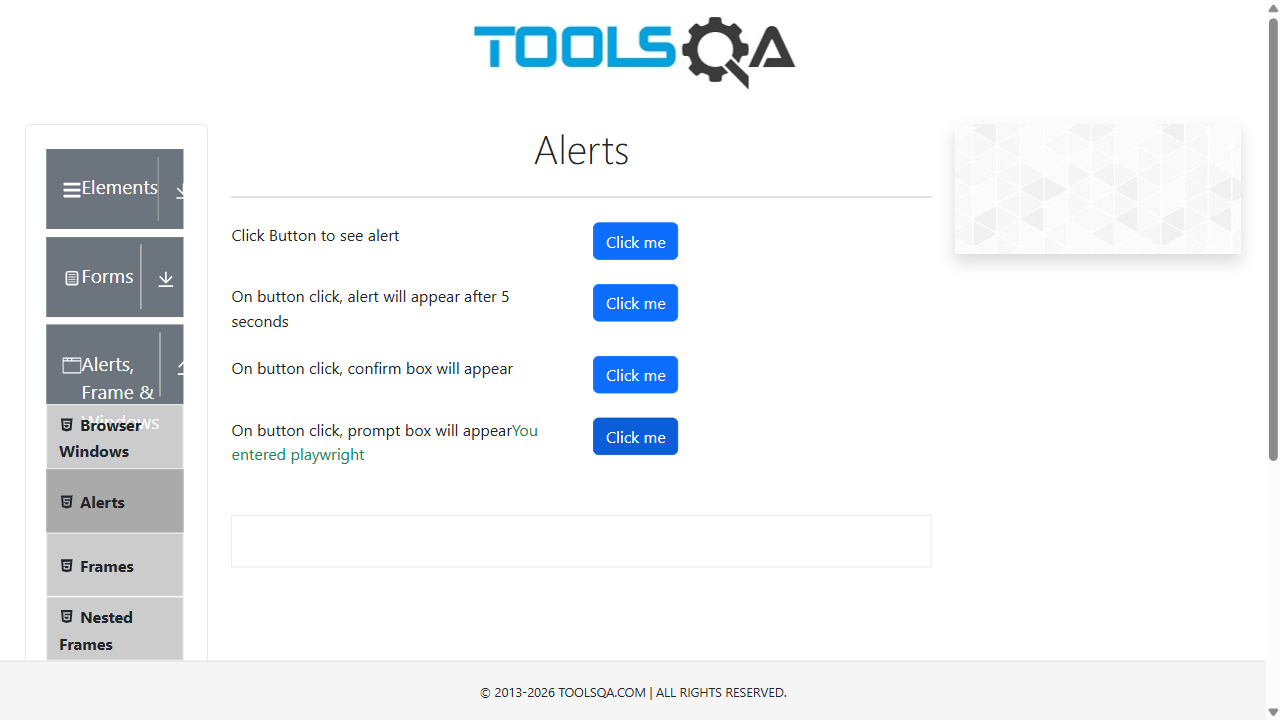 TOOLSQA
Elements
Forms
Alerts,
Frame &
Windows
Browser
Windows
Alerts
Frames
Nested
Frames
Alerts
Click Button to see alert
Click me
On button click, alert will appear after 5
seconds
Click me
On button click, confirm box will appear
Click me
On button click, prompt box will appearYou
entered playwright
Click me
© 2013-2026 TOOLSQA.COM | ALL RIGHTS RESERVED.